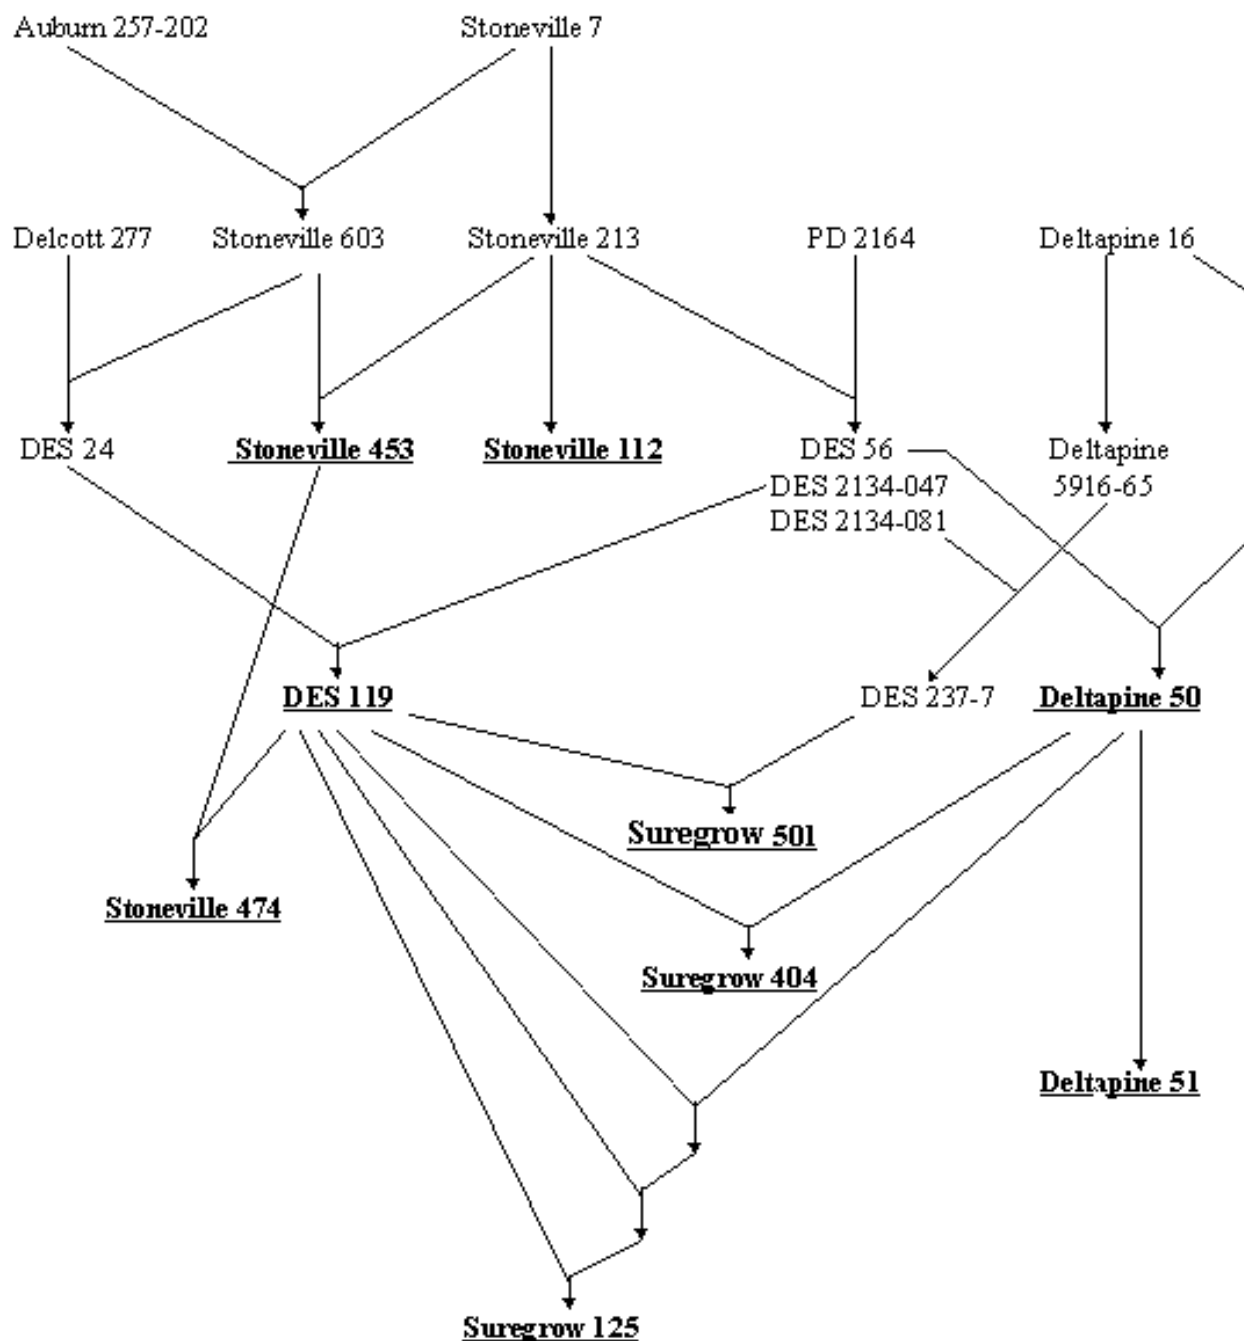 Auburn 257-202
Stoneville 7
Delcott 277
Stoneville 603
Stoneville 213
PD 2164
Deltapine 16
DES 24
Stoneville 453
Stoneville 112
DES 56
Deltapine
DES 2134-047
5916-65
DES 2134-081
DES 119
DES 237-7
Deltapine 50
Suregrow 501
Stoneville 474
Suregrow 404
Deltapine 51
Suregrow 125